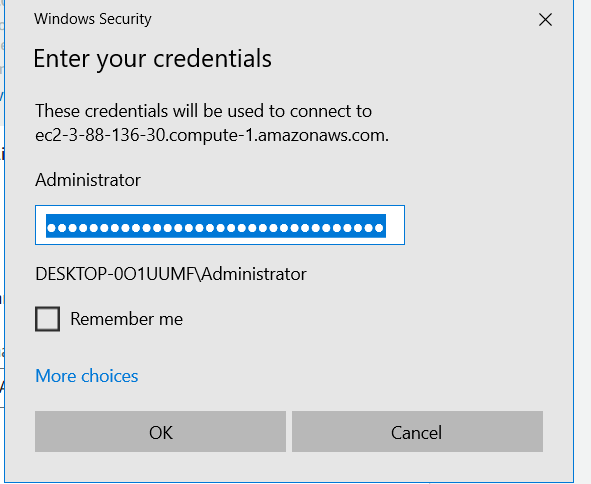 Windows Security
Enter your credentials
These credentials will be used to connect to
ec2-3-88-136-30.compute-1.amazonaws.com.
Administrator
●●●●●●●●●●●●●●●●●●●●●●●●●●●●●●●●
DESKTOP-0O1UUMF\Administrator
Remember me
More choices
OK
Cancel